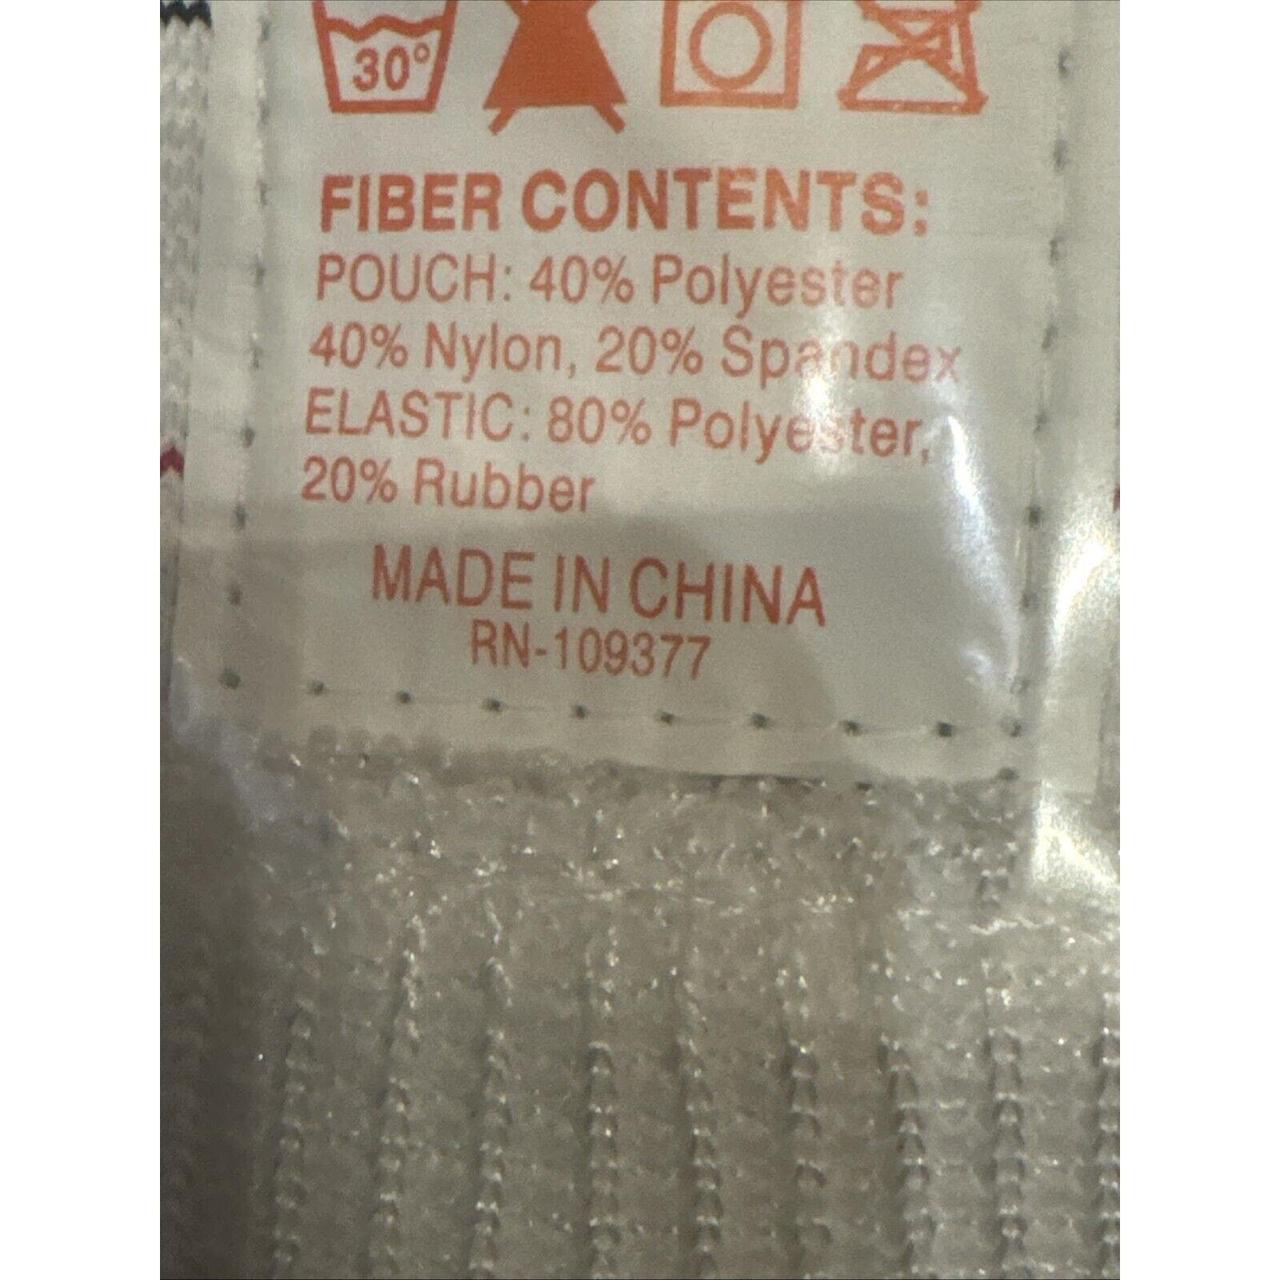 30°
FIBER CONTENTS:
POUCH: 40% Polyester
40% Nylon, 20% Spandex
ELASTIC: 80% Polyester,
20% Rubber
MADE IN CHINA
RN-109377